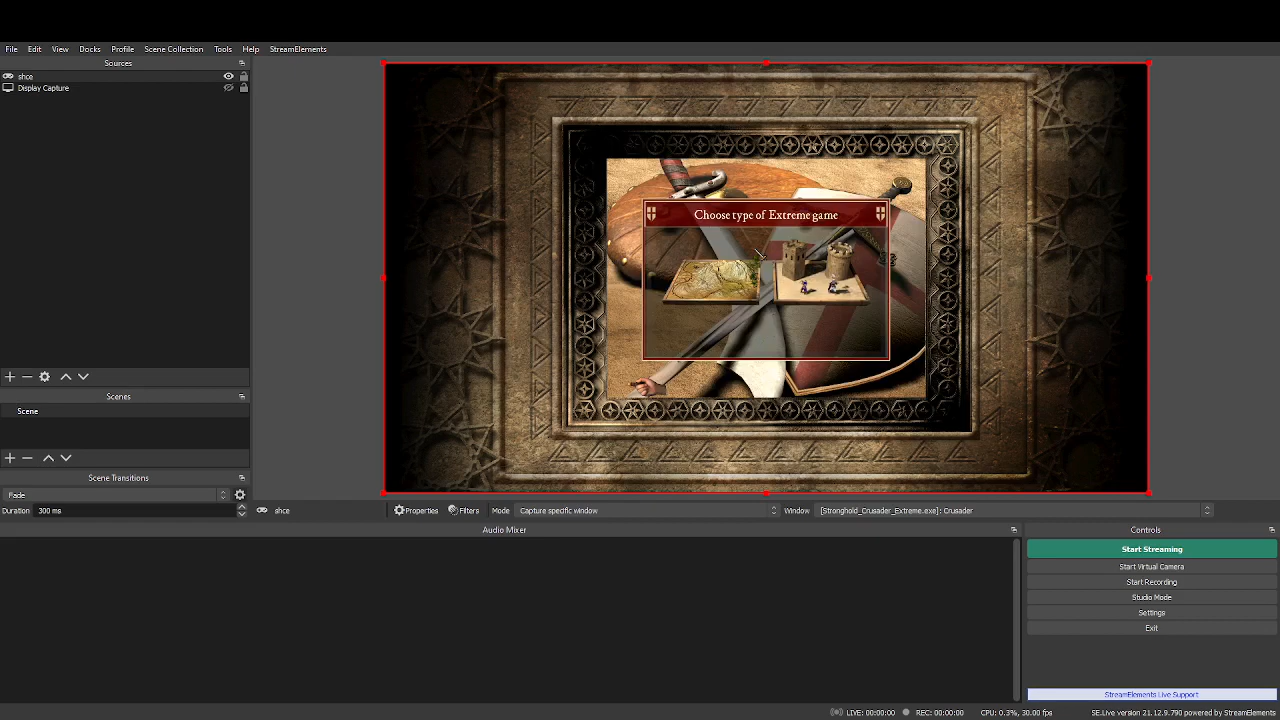 File Edit View Docks Profile Scene Collection Tools Help StreamElements
Sources
shce
Display Capture
Choose type of Extreme game
Scenes
Scene
Scene Transitions
Fade
Duration 300 ms
shce Properties Filters Mode Capture specific window Window [Stronghold_Crusader_Extreme.exe]: Crusader
Audio Mixer
Controls
Start Streaming
Start Virtual Camera
Start Recording
Studio Mode
Settings
Exit
StreamElements Live Support
LIVE: 00:00:00 REC: 00:00:00 CPU: 0.3%, 30.00 fps SE.Live version 21.12.9.790 powered by StreamElements